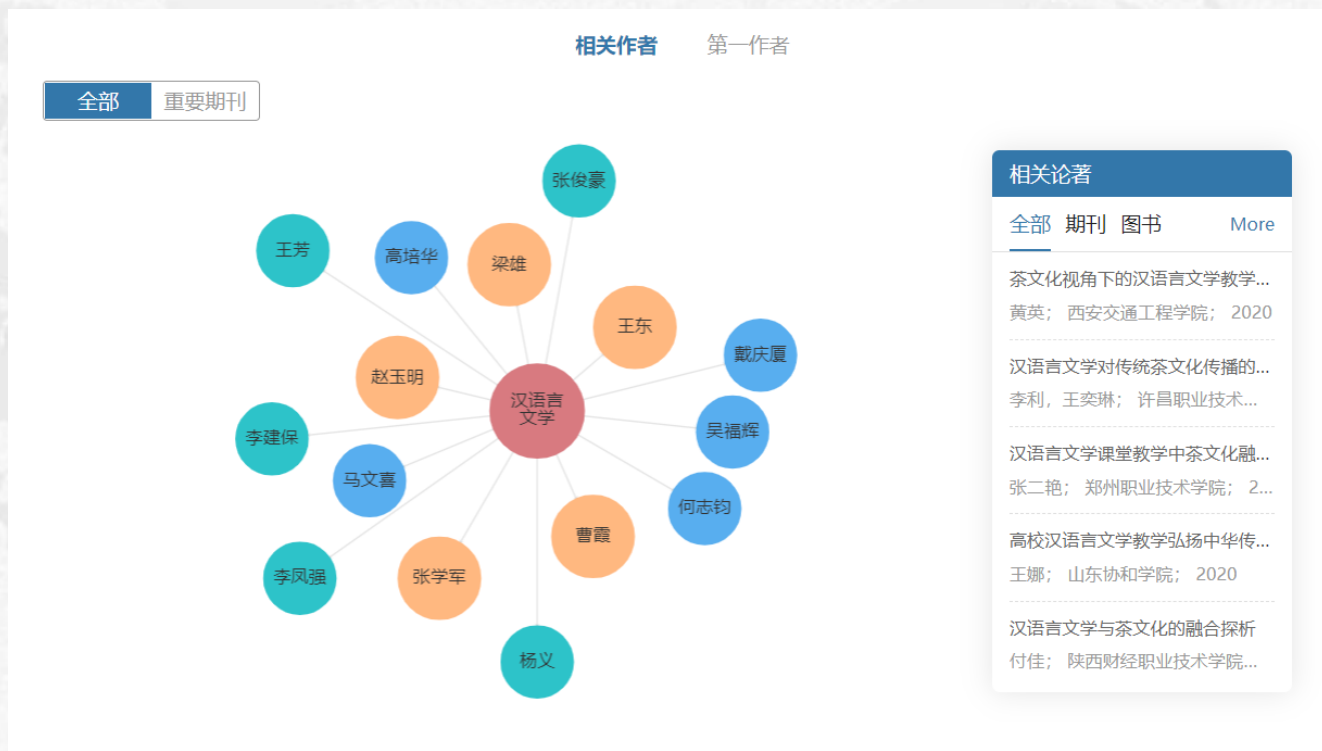 相关作者
第一作者
全部
重要期刊
张俊豪
王芳
高培华
梁雄
王东
戴庆厦
赵玉明
汉语言
文学
吴福辉
李建保
马文喜
何志钧
曹霞
李凤强
张学军
杨义
相关论著
全部 期刊 图书 More
茶文化视角下的汉语言文学教学...
黄英； 西安交通工程学院； 2020
汉语言文学对传统茶文化传播的...
李利，王奕琳； 许昌职业技术...
汉语言文学课堂教学中茶文化融...
张二艳； 郑州职业技术学院； 2...
高校汉语言文学教学弘扬中华传...
王娜； 山东协和学院； 2020
汉语言文学与茶文化的融合探析
付佳； 陕西财经职业技术学院...